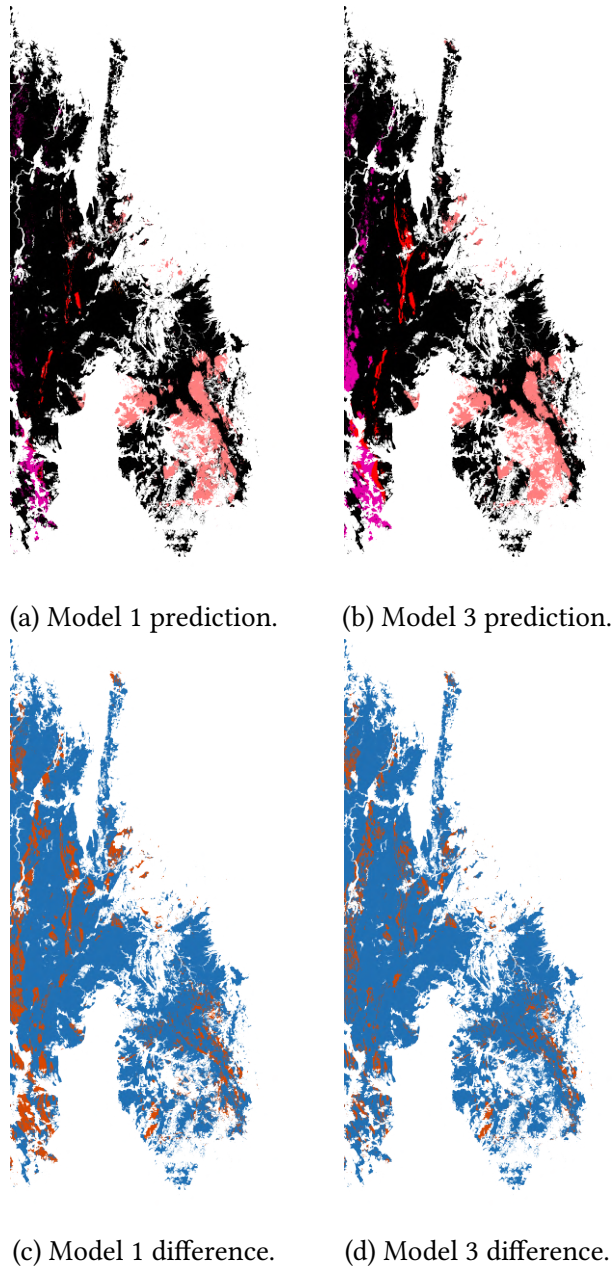 (a) Model 1 prediction.
(b) Model 3 prediction.
(c) Model 1 difference.
(d) Model 3 difference.